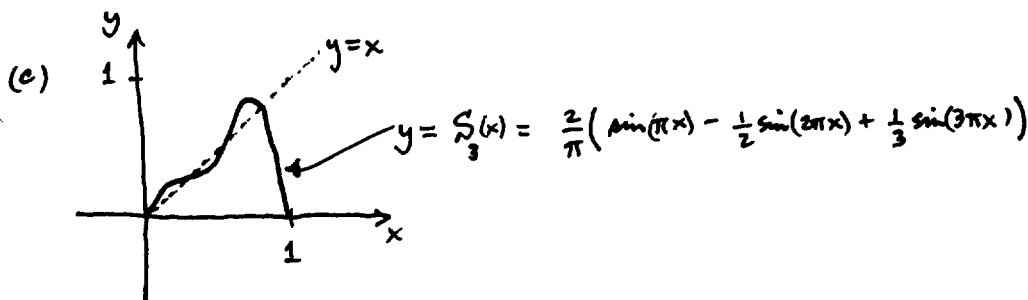 y
y=x
(c) 1
y = S₃(x) = 2/π ( sin(πx) - 1/2 sin(2πx) + 1/3 sin(3πx) )
x
1